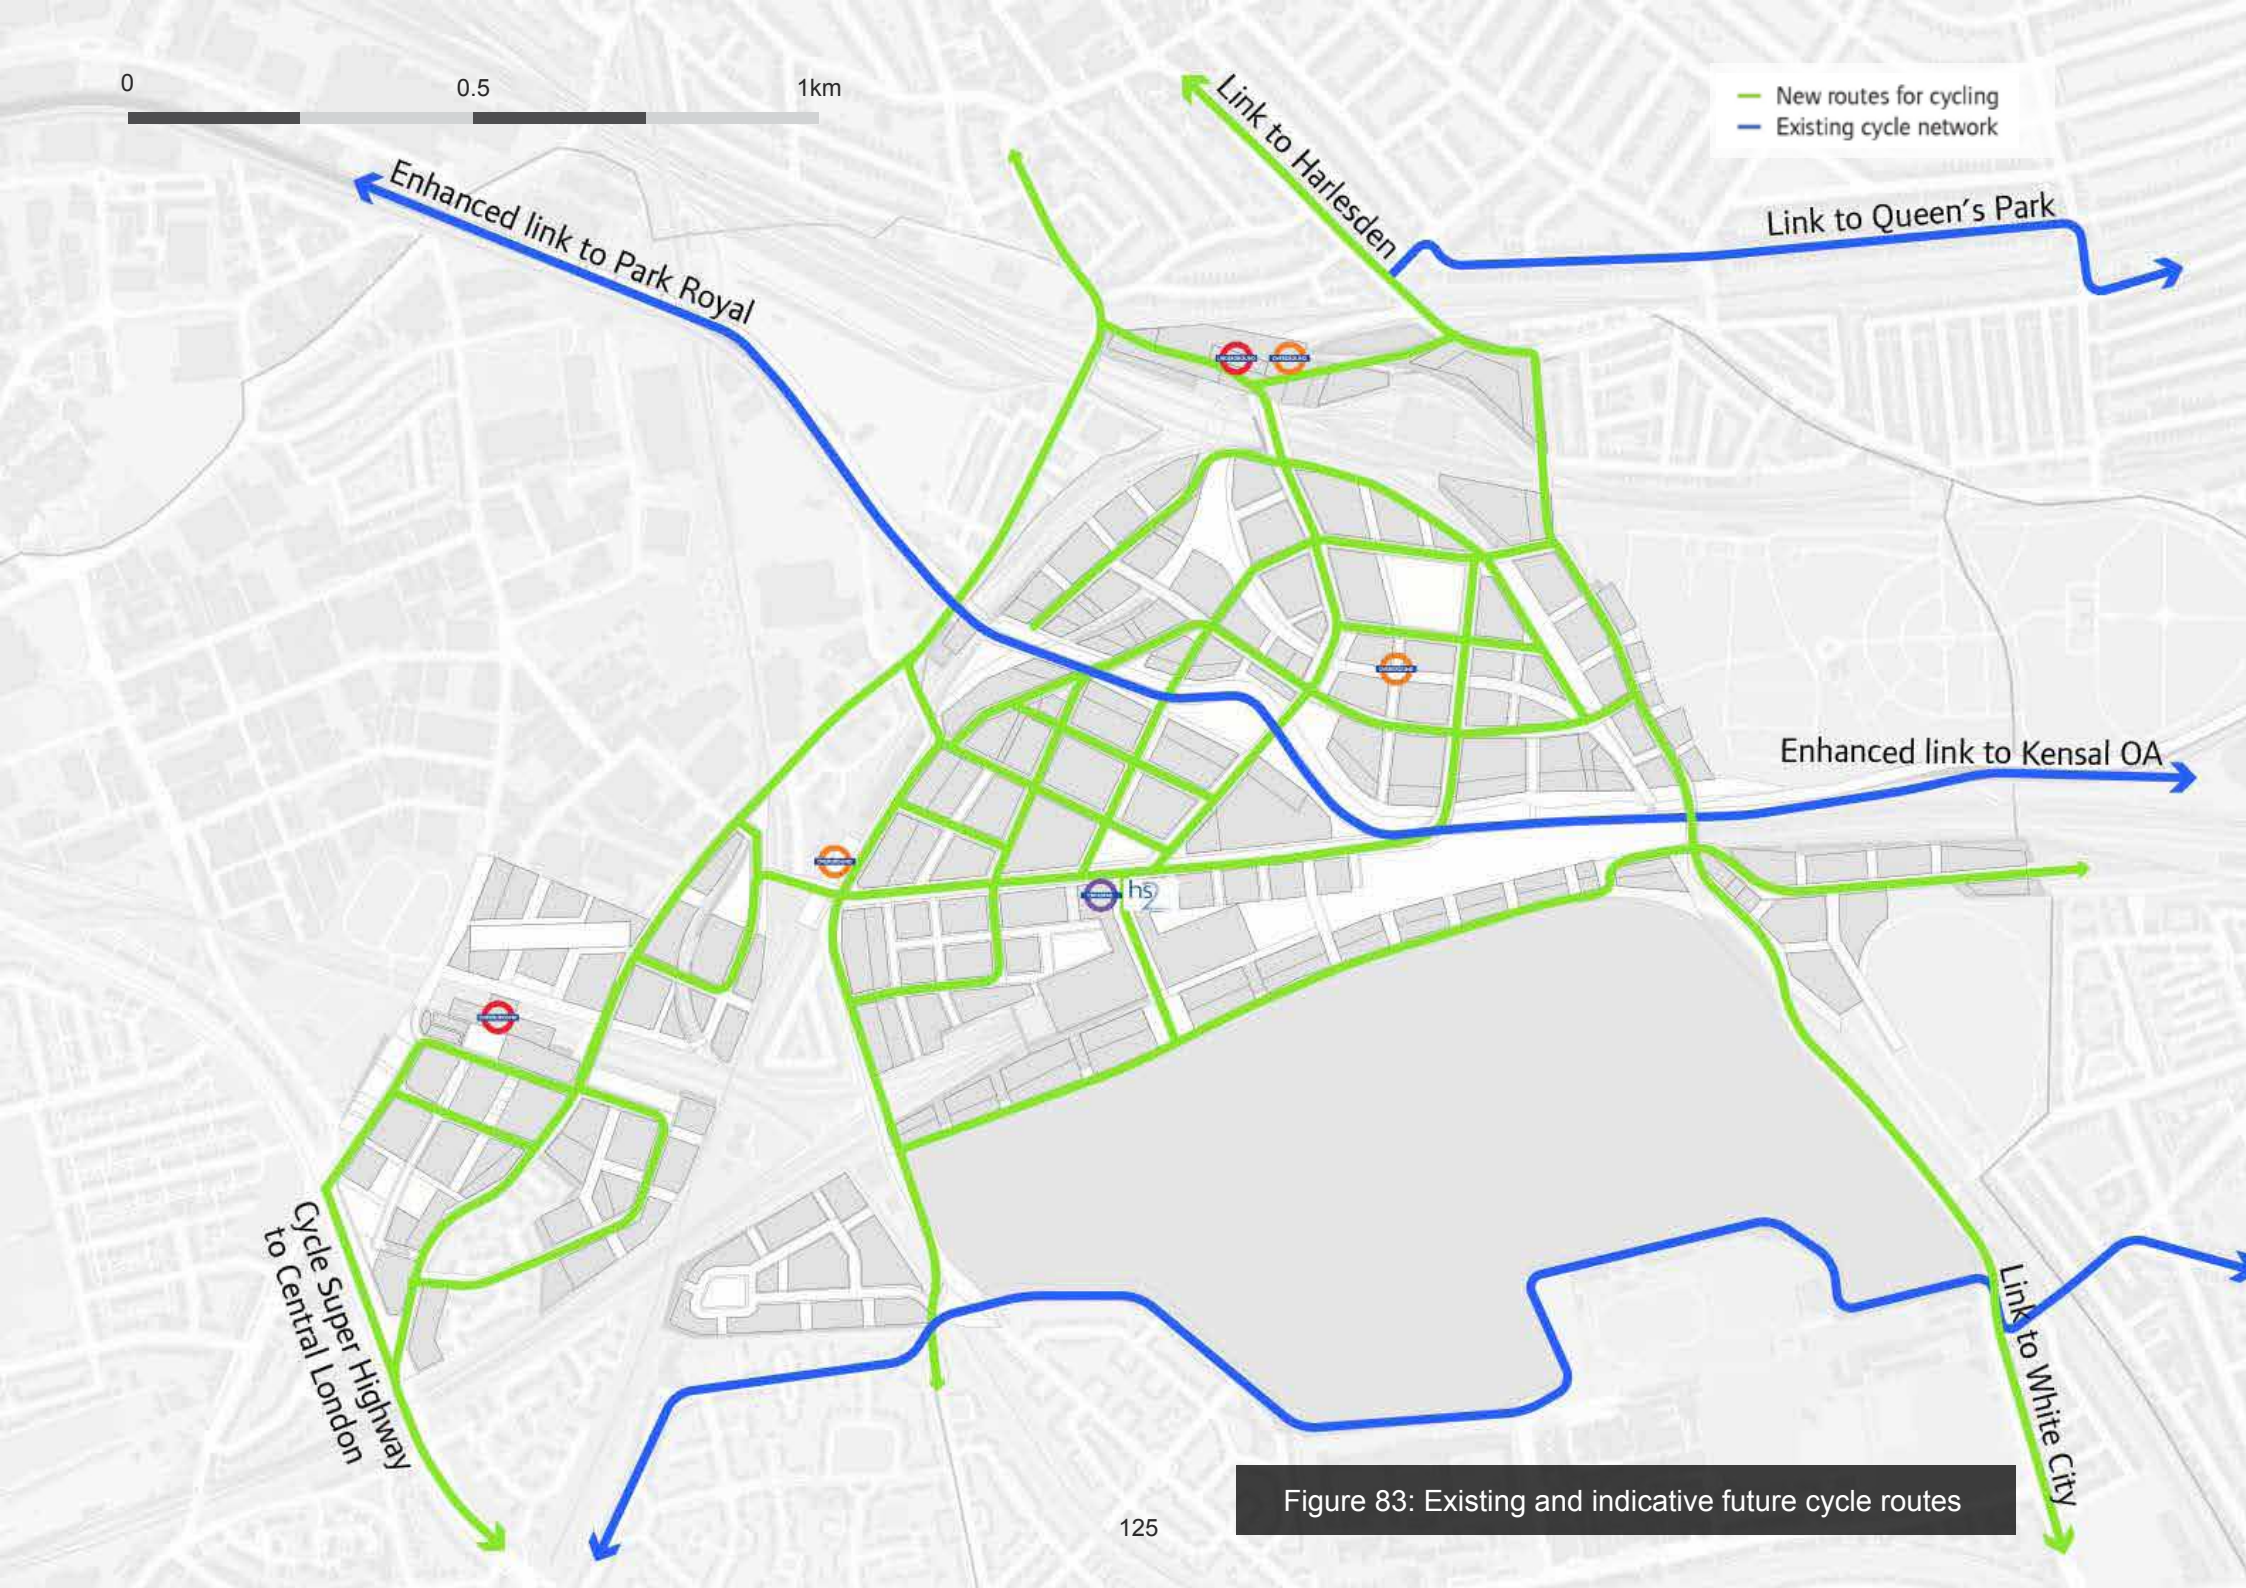 0
0.5
1km
New routes for cycling
Existing cycle network
Link to Harlesden
Enhanced link to Park Royal
Link to Queen's Park
Enhanced link to Kensal OA
hs2
Cycle Super Highway
to Central London
Link to White City
Figure 83: Existing and indicative future cycle routes
125